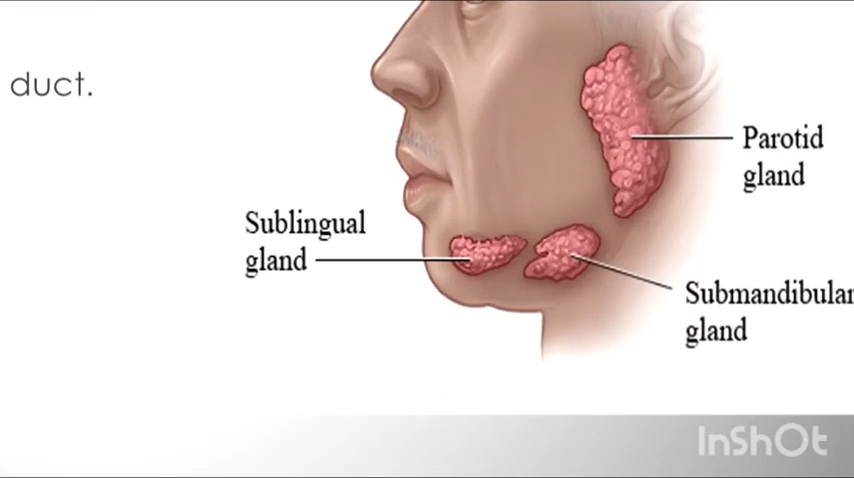 duct.
Parotid
gland
Sublingual
gland
Submandibular
gland
InShOt